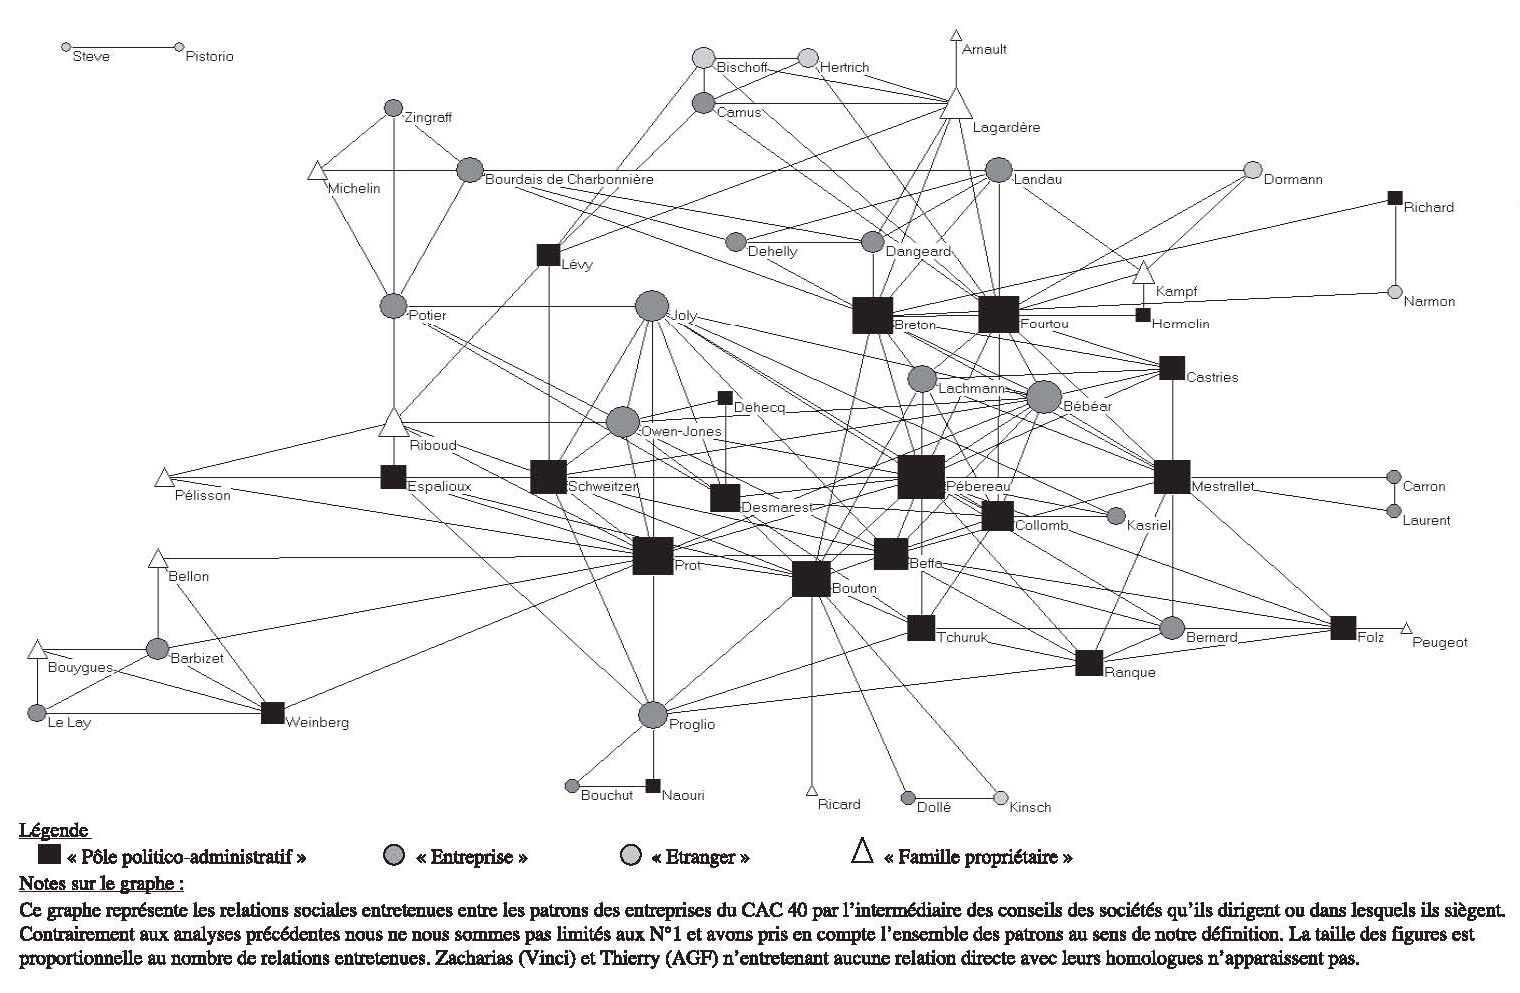 Steve
Pistorio
Bischoff
Hertrich
Arnault
Camus
Zingraff
Lagardère
Michelin
Bourdais de Charbonnière
Landau
Dormann
Richard
Lévy
Dehelly
Dangeard
Kampf
Narmon
Potier
Joly
Breton
Fourtou
Hormolin
Castries
Lachmann
Dehecq
Bébéar
Riboud
Owen-Jones
Pélisson
Espalioux
Schweitzer
Desmarest
Pébereau
Mestrallet
Carron
Collomb
Kasriel
Laurent
Bellon
Prot
Beffa
Bouton
Barbizet
Tchuruk
Bernard
Folz
Peugeot
Bouygues
Ranque
Le Lay
Weinberg
Proglio
Bouchut
Naouri
Ricard
Dollé
Kinsch
Légende
« Pôle politico-administratif »
« Entreprise »
« Etranger »
« Famille propriétaire »
Notes sur le graphe :
Ce graphe représente les relations sociales entretenues entre les patrons des entreprises du CAC 40 par l'intermédiaire des conseils des sociétés qu'ils dirigent ou dans lesquels ils siègent.
Contrairement aux analyses précédentes nous ne nous sommes pas limités aux N°1 et avons pris en compte l'ensemble des patrons au sens de notre définition. La taille des figures est
proportionnelle au nombre de relations entretenues. Zacharias (Vinci) et Thierry (AGF) n'entretenant aucune relation directe avec leurs homologues n'apparaissent pas.